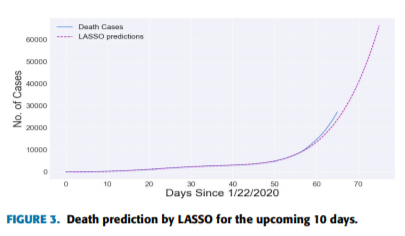 Death Cases
LASSO predictions
60000
50000
40000
30000
20000
10000
0
No. of Cases
0 10 20 30 40 50 60 70
Days Since 1/22/2020
FIGURE 3. Death prediction by LASSO for the upcoming 10 days.